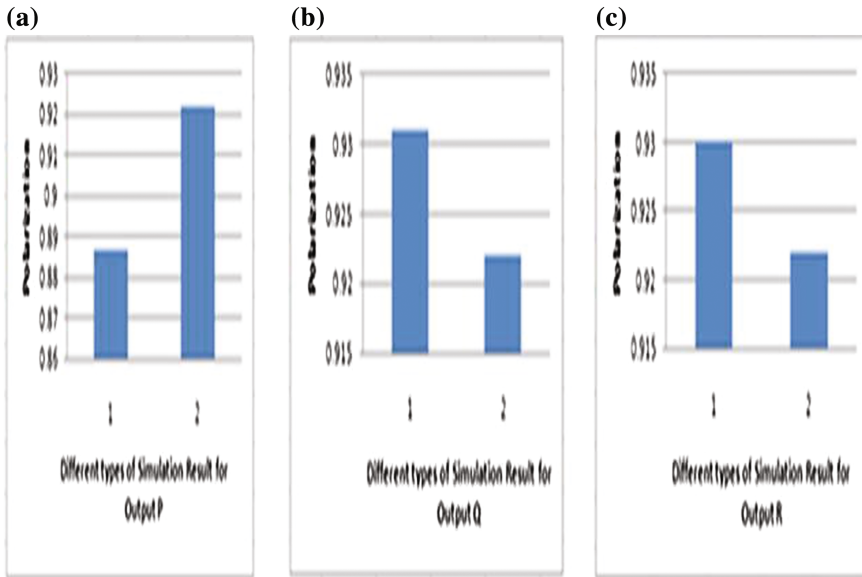 (a)
0.93
0.92
0.91
0.9
0.89
0.88
0.87
0.86
Polarization
1 2
Different types of Simulation Result for
Output P
(b)
0.935
0.93
0.925
0.92
0.915
Polarization
1 2
Different types of Simulation Result for
Output Q
(c)
0.935
0.93
0.925
0.92
0.915
Polarization
1 2
Different types of Simulation Result for
Output R